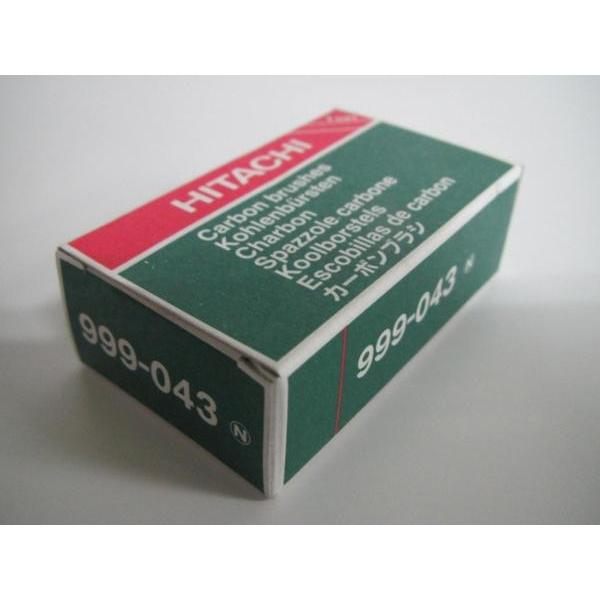 HITACHI
Carbon brushes
Kohlenbürsten
Charbon
Spazzole carbone
Koolborstels
Escobillas de carbon
カーボンブラシ
999-043 N
999-043 N